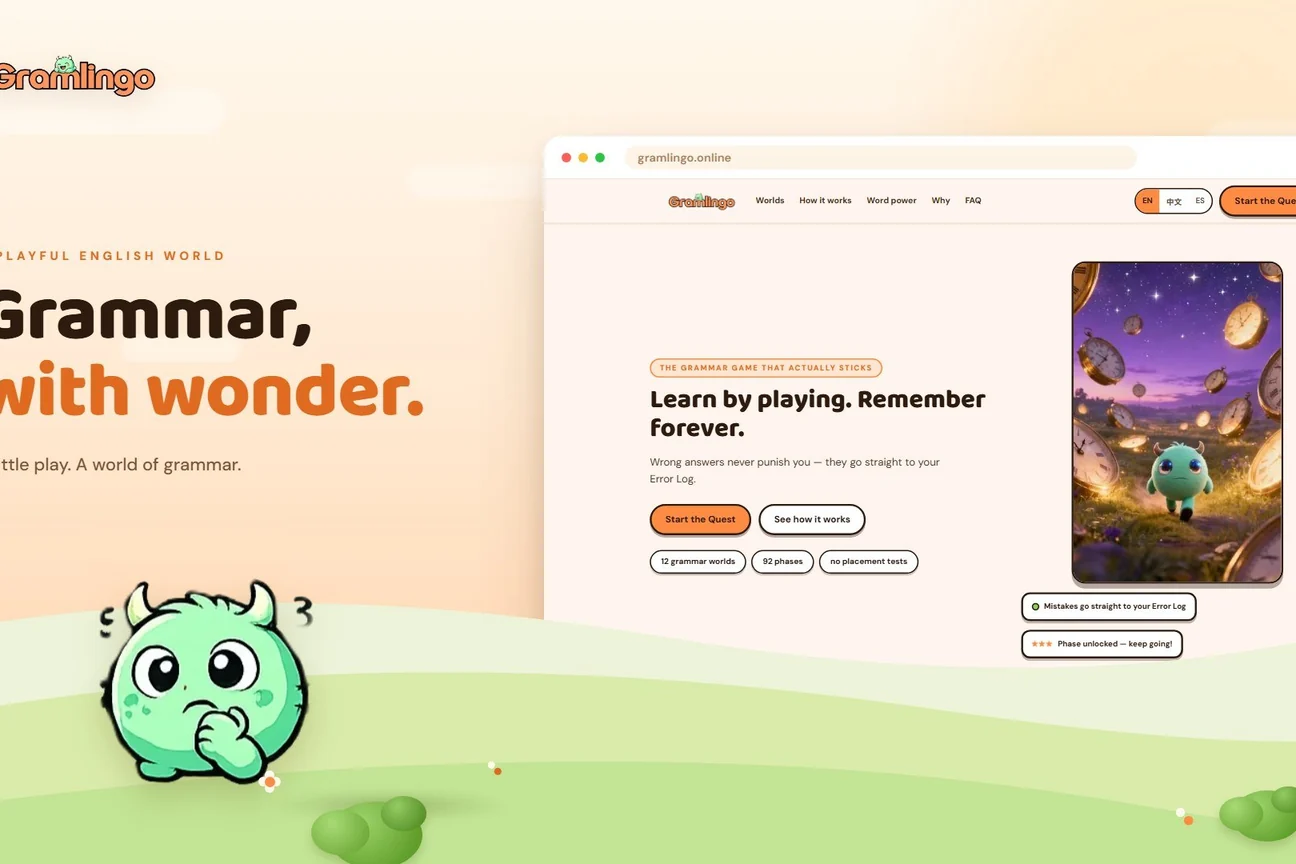 Gramlingo
PLAYFUL ENGLISH WORLD
Grammar,
with wonder.
ttle play. A world of grammar.
gramlingo.online
Gramlingo
Worlds
How it works
Word power
Why
FAQ
EN
中文
ES
Start the Que
THE GRAMMAR GAME THAT ACTUALLY STICKS
Learn by playing. Remember
forever.
Wrong answers never punish you — they go straight to your
Error Log.
Start the Quest
See how it works
12 grammar worlds
92 phases
no placement tests
Mistakes go straight to your Error Log
★★★ Phase unlocked — keep going!